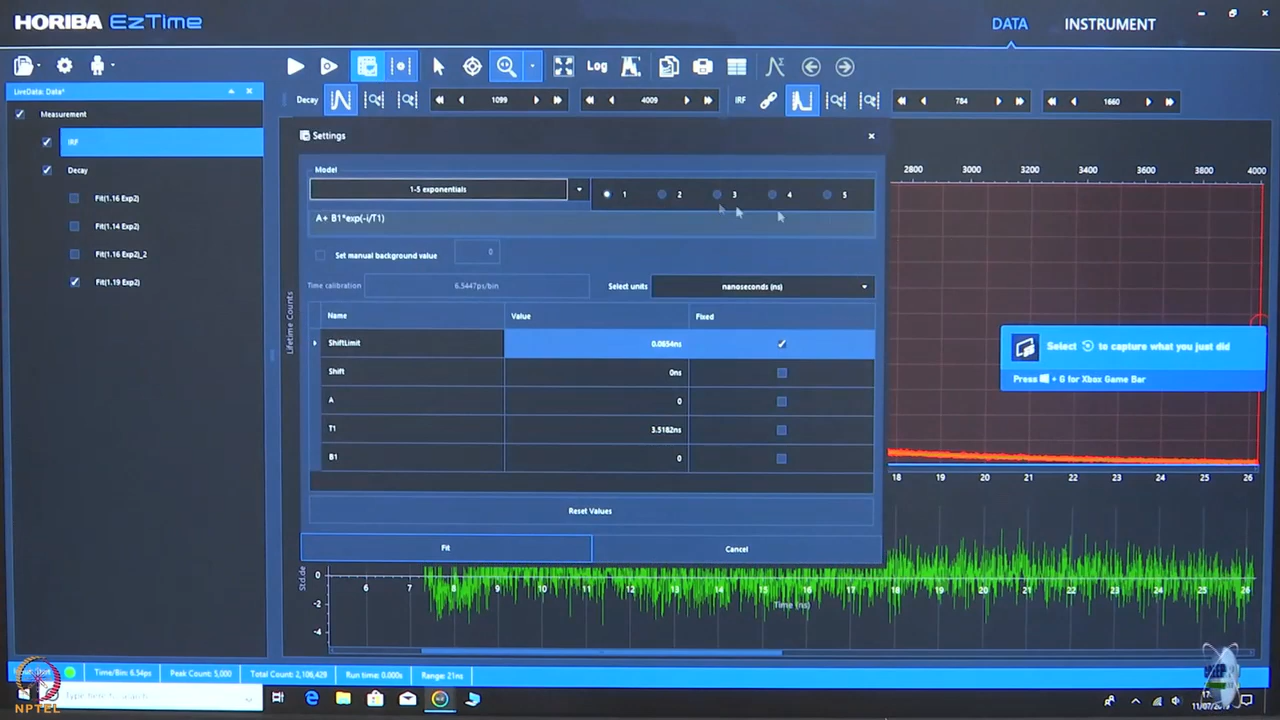 HORIBA EzTime
DATA INSTRUMENT
Log
Decay 1099 4009 IRF 784 1660
LiveData: Data*
Measurement
IRF
Decay
Fit(1.16 Exp2)
Fit(1.14 Exp2)
Fit(1.16 Exp2)_2
Fit(1.19 Exp2)
Settings
Model
1-5 exponentials 1 2 3 4 5
A+ B1*exp(-i/T1)
Set manual background value 0
Time calibration 6.5447ps/bin Select units nanoseconds (ns)
Name Value Fixed
ShiftLimit 0.0654ns
Shift 0ns
A 0
T1 3.5182ns
B1 0
Reset Values
Fit Cancel
Lifetime Counts
2800 3000 3200 3400 3600 3800 4000
Select to capture what you just did
Press + G for Xbox Game Bar
18 19 20 21 22 23 24 25 26
Std.de
0
-2
-4
6 7 8 9 10 11 12 13 14 15 16 17 18 19 20 21 22 23 24 25 26
Time (ns)
Time/Bin: 6.54ps Peak Count: 5,000 Total Count: 2,106,429 Run time: 0.000s Range: 21ns
Type here to search
NPTEL